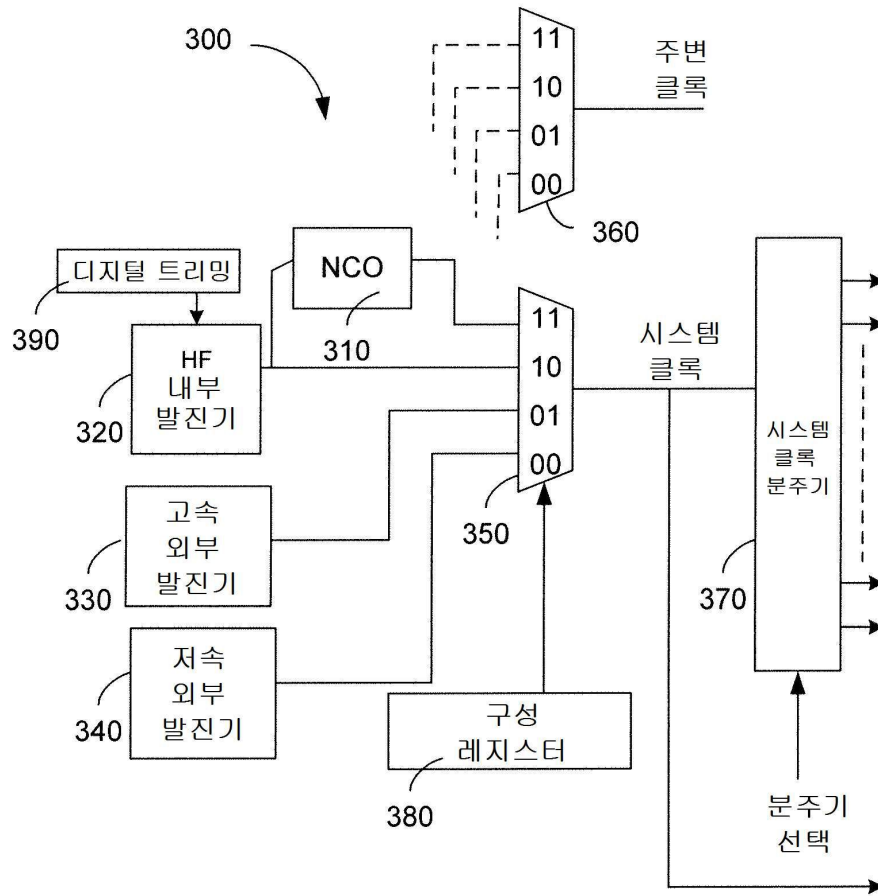 300
11
10
01
00
주변
클록
360
디지털 트리밍
390
NCO
310
HF
내부
발진기
320
11
10
01
00
350
시스템
클록
시스템
클록
분주기
370
고속
외부
발진기
330
저속
외부
발진기
340
구성
레지스터
380
분주기
선택